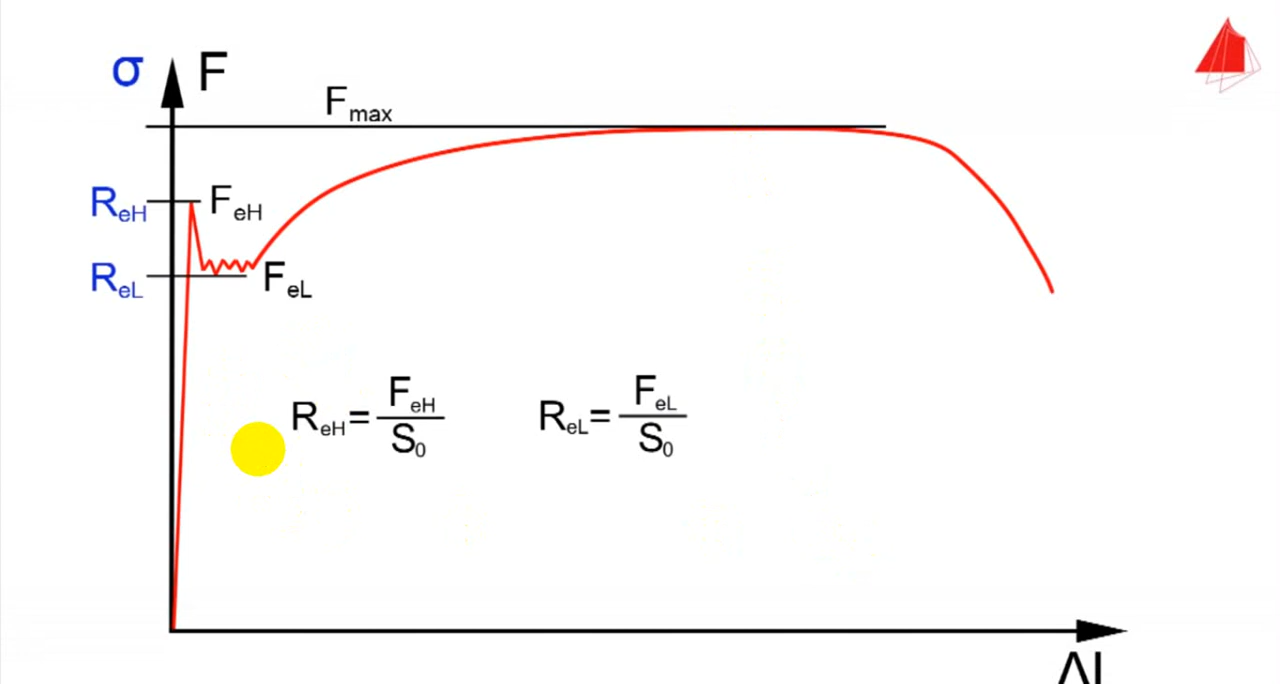 σ F
Fmax
ReH FeH
ReL FeL
ReH = FeH / S0
ReL = FeL / S0
Δl